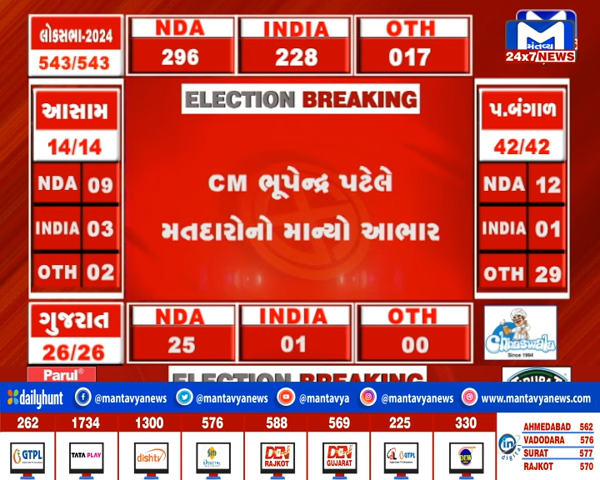 લોકસભા-2024
543/543
NDA
296
INDIA
228
OTH
017
મંતવ્ય
24x7NEWS
આસામ
14/14
NDA 09
INDIA 03
OTH 02
ELECTION BREAKING
CM ભૂપેન્દ્ર પટેલે
મતદારોનો માન્યો આભાર
પ.બંગાળ
42/42
NDA 12
INDIA 01
OTH 29
ગુજરાત
26/26
NDA
25
INDIA
01
OTH
00
Since 1994
Parul®
ELECTION BREAKING
dailyhunt @mantavyanews @mantavyanews @mantavya @mantavyanews @mantavyanews www.mantavyanews.com
262 1734 1300 576 588 569 225 330
GTPL TATA PLAY dishtv DEN RAJKOT DEN GUJARAT GTPL
in digital
AHMEDABAD 562
VADODARA 576
SURAT 577
RAJKOT 570